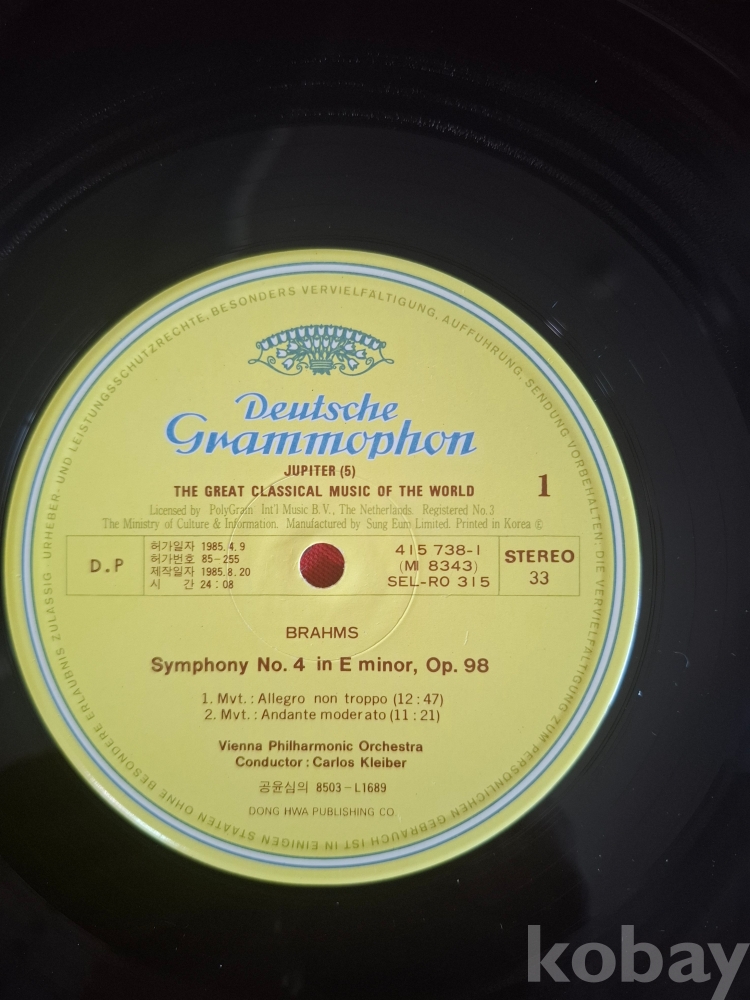 URHEBER- UND LEISTUNGSSCHUTZRECHTE, BESONDERS VERVIELFALTIGUNG, AUFFÜHRUNG, SENDUNG VORBEHALTEN · DIE VERVIELFALTIGUNG ZUM PERSONLICHEN GEBRAUCH IST IN EINIGEN STAATEN OHNE BESONDERE ERLAUBNIS ZULASSIG
Deutsche
Grammophon
JUPITER (5)
THE GREAT CLASSICAL MUSIC OF THE WORLD
1
Licensed by PolyGram Int'l Music B.V., The Netherlands. Registered No.3
The Ministry of Culture & Information. Manufactured by Sung Eum Limited. Printed in Korea ℗
D.P
허가일자 1985.4.9
허가번호 85-255
제작일자 1985.8.20
시 간 24:08
415 738-1
(MI 8343)
SEL-RO 315
STEREO
33
BRAHMS
Symphony No. 4 in E minor, Op. 98
1. Mvt.: Allegro non troppo (12:47)
2. Mvt.: Andante moderato (11:21)
Vienna Philharmonic Orchestra
Conductor: Carlos Kleiber
공윤심의 8503-L1689
DONG HWA PUBLISHING CO.
kobay